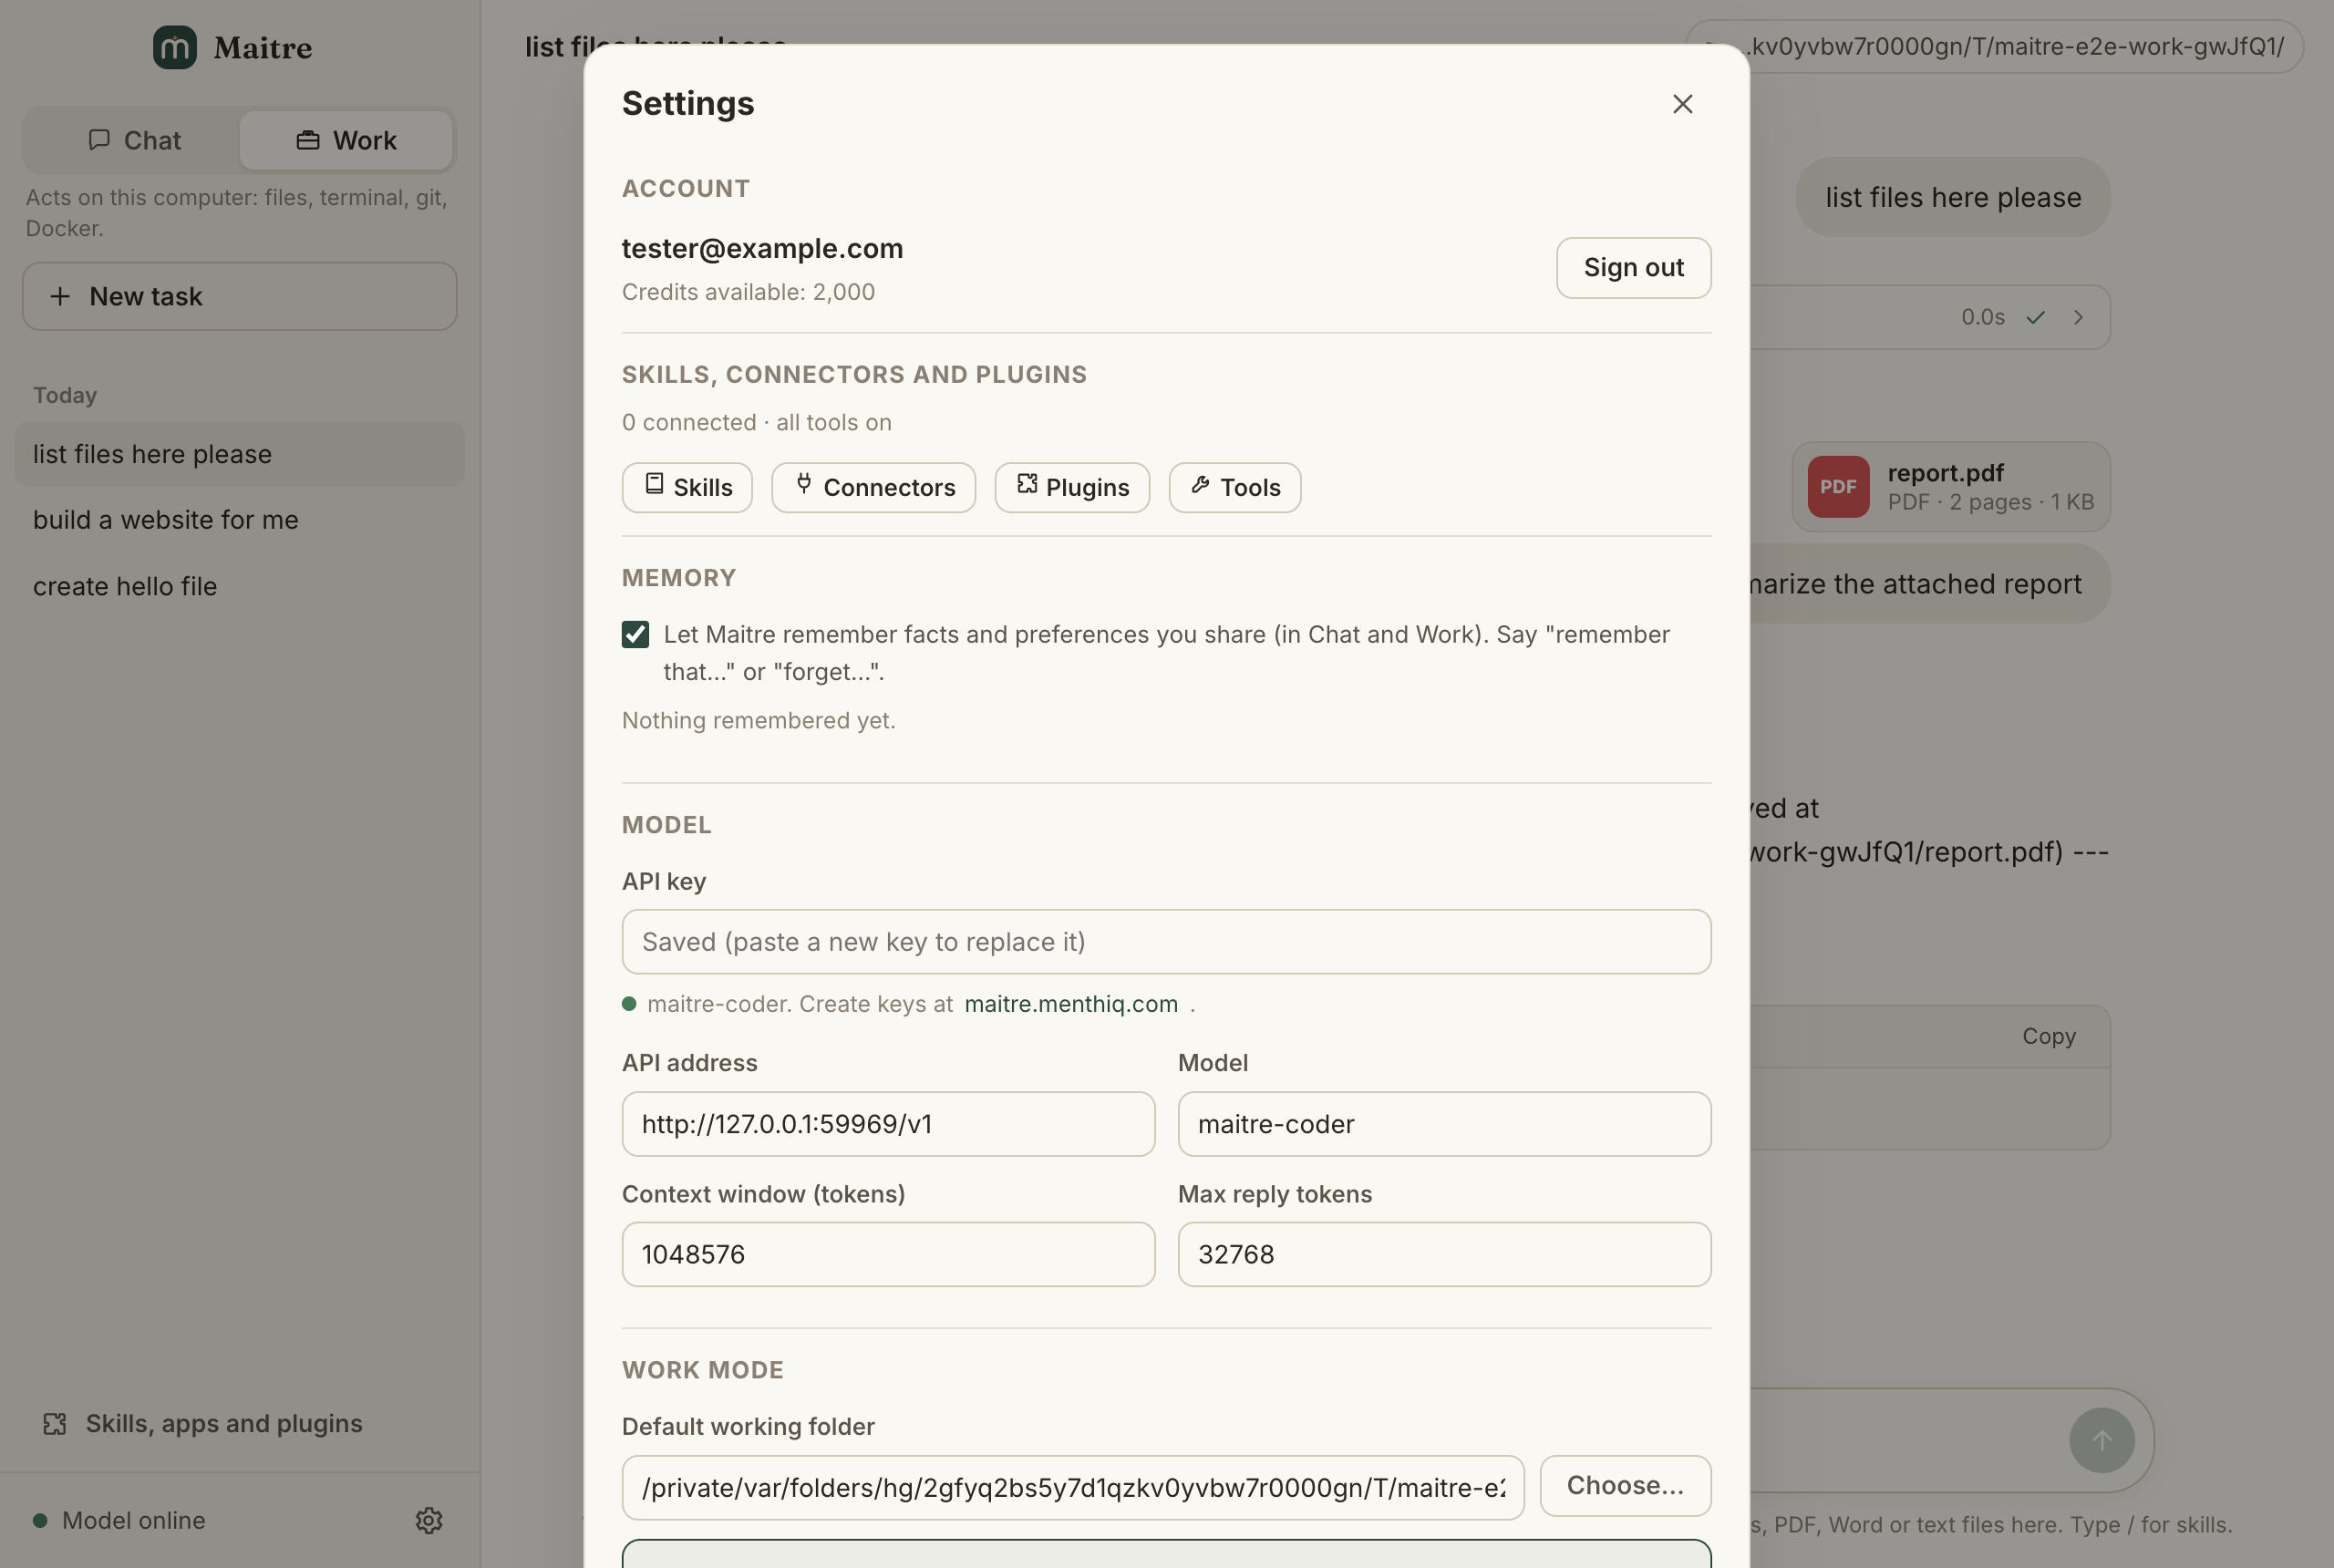 Maitre
Chat
Work
Acts on this computer: files, terminal, git,
Docker.
New task
Today
list files here please
build a website for me
create hello file
Skills, apps and plugins
Model online
list files here please
.kv0yvbw7r0000gn/T/maitre-e2e-work-gwJfQ1/
list files here please
0.0s
PDF
report.pdf
PDF · 2 pages · 1 KB
the attached report
at
work-gwJfQ1/report.pdf) ---
Copy
PDF, Word or text files here. Type / for skills.
Settings
ACCOUNT
tester@example.com
Credits available: 2,000
Sign out
SKILLS, CONNECTORS AND PLUGINS
0 connected · all tools on
Skills
Connectors
Plugins
Tools
MEMORY
Let Maitre remember facts and preferences you share (in Chat and Work). Say "remember
that..." or "forget...".
Nothing remembered yet.
MODEL
API key
Saved (paste a new key to replace it)
maitre-coder. Create keys at maitre.menthiq.com .
API address
Model
http://127.0.0.1:59969/v1
maitre-coder
Context window (tokens)
Max reply tokens
1048576
32768
WORK MODE
Default working folder
/private/var/folders/hg/2gfyq2bs5y7d1qzkv0yvbw7r0000gn/T/maitre-e2
Choose...